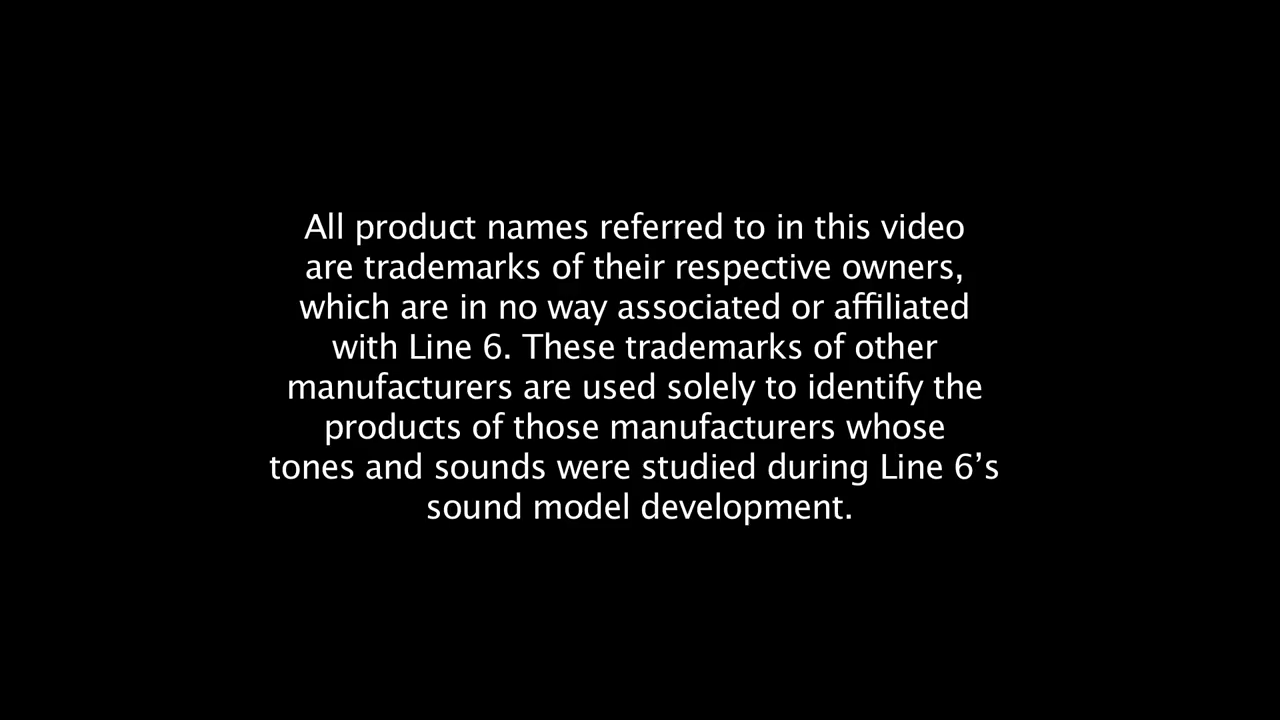 All product names referred to in this video
are trademarks of their respective owners,
which are in no way associated or affiliated
with Line 6. These trademarks of other
manufacturers are used solely to identify the
products of those manufacturers whose
tones and sounds were studied during Line 6’s
sound model development.